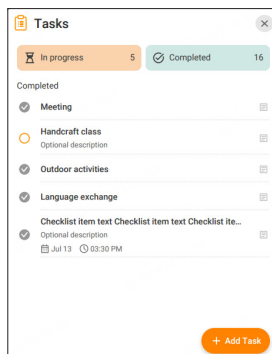 Tasks
In progress 5
Completed 16
Completed
Meeting
Handcraft class
Optional description
Outdoor activities
Language exchange
Checklist item text Checklist item text Checklist ite...
Optional description
Jul 13 03:30 PM
+ Add Task